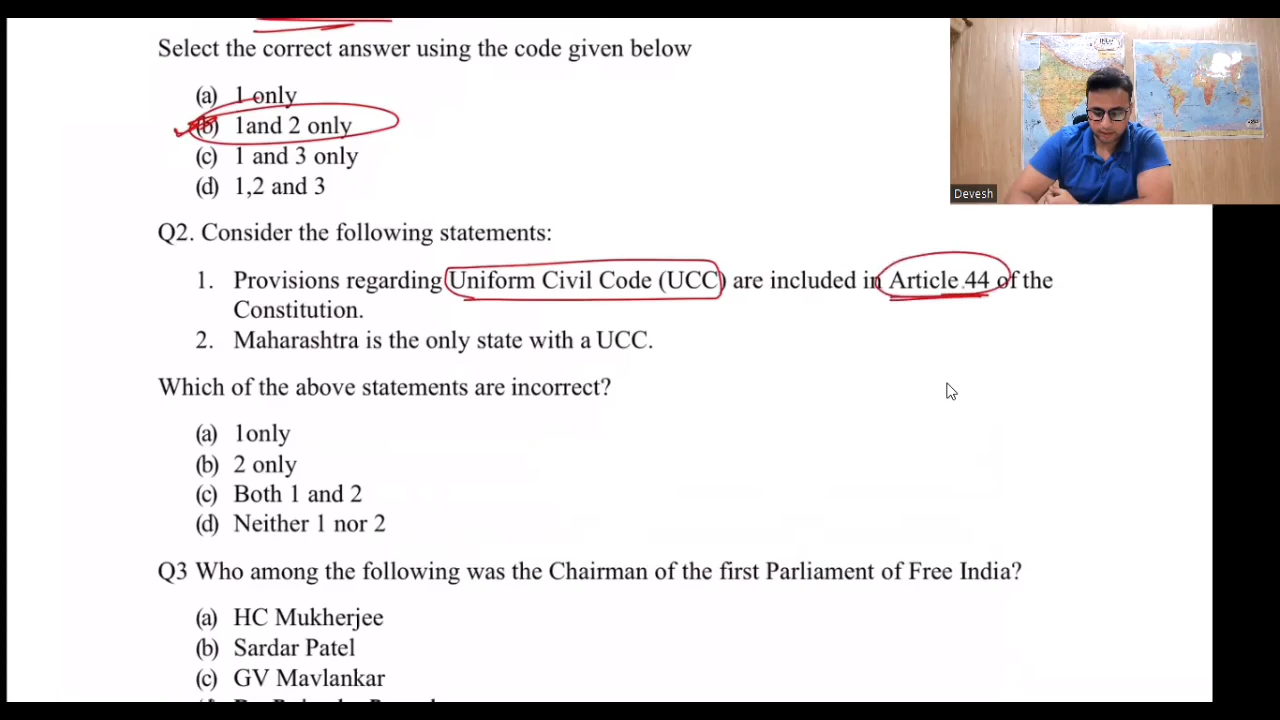 Select the correct answer using the code given below
(a) 1 only
(b) 1and 2 only
(c) 1 and 3 only
(d) 1,2 and 3
Devesh
Q2. Consider the following statements:
1. Provisions regarding Uniform Civil Code (UCC) are included in Article 44 of the
Constitution.
2. Maharashtra is the only state with a UCC.
Which of the above statements are incorrect?
(a) 1only
(b) 2 only
(c) Both 1 and 2
(d) Neither 1 nor 2
Q3 Who among the following was the Chairman of the first Parliament of Free India?
(a) HC Mukherjee
(b) Sardar Patel
(c) GV Mavlankar